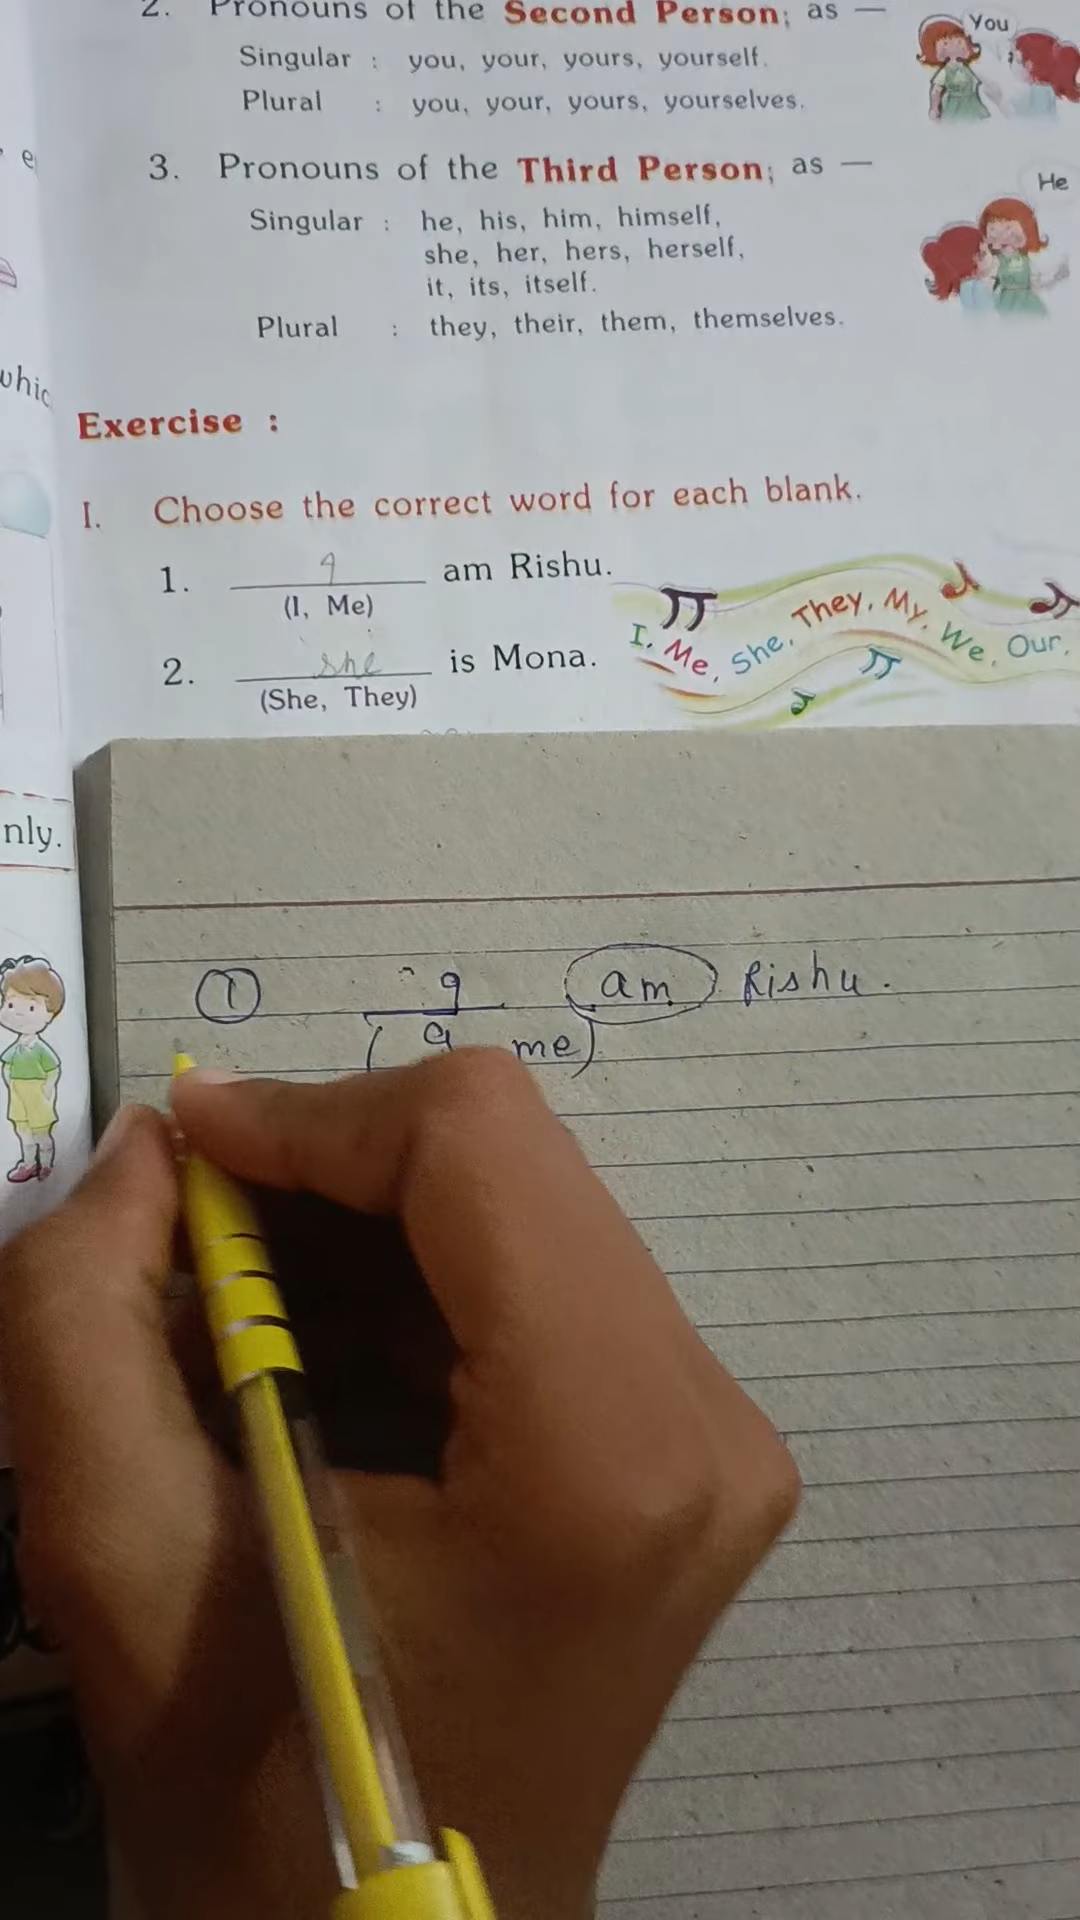 2. Pronouns of the Second Person; as —
You
Singular : you, your, yours, yourself.
Plural : you, your, yours, yourselves.
3. Pronouns of the Third Person; as —
He
Singular : he, his, him, himself,
she, her, hers, herself,
it, its, itself.
Plural : they, their, them, themselves.
whic
Exercise :
I. Choose the correct word for each blank.
1. I am Rishu.
(I, Me)
2. she is Mona.
(She, They)
I, Me, She, They, My, We, Our,
nly.
1 I am Rishu.
(I me)